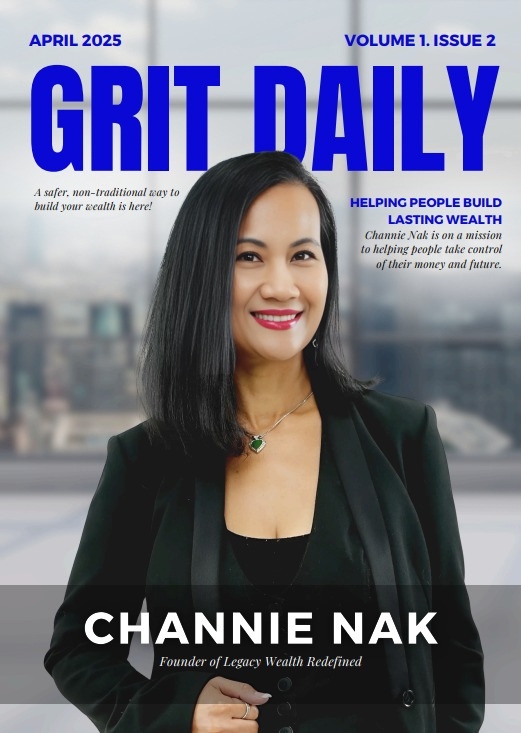 APRIL 2025
VOLUME 1. ISSUE 2
GRIT DAILY
A safer, non-traditional way to
build your wealth is here!
HELPING PEOPLE BUILD
LASTING WEALTH
Channie Nak is on a mission
to helping people take control
of their money and future.
CHANNIE NAK
Founder of Legacy Wealth Redefined